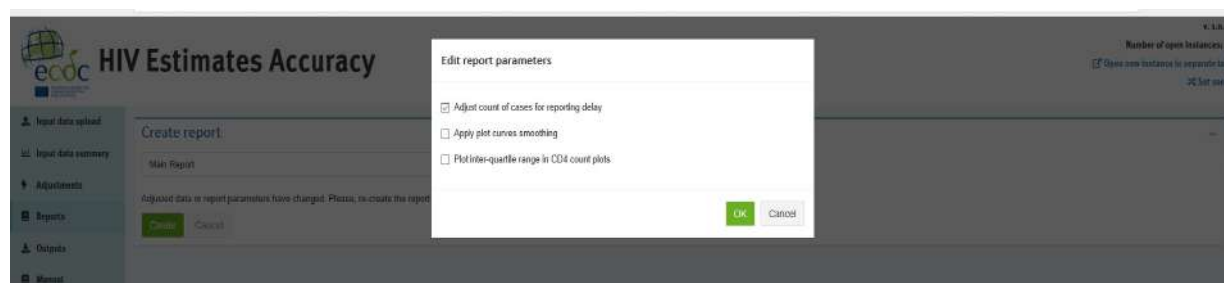 ecdc
HIV Estimates Accuracy
Number of open instances:
Open new instance in separate
Input data upload
Input data summary
Adjustments
Reports
Outputs
Manual
Create report
Main Report
Adjusted data or report parameters have changed. Please, re-create the report
Create Cancel
Edit report parameters
Adjust count of cases for reporting delay
Apply plot curves smoothing
Plot inter-quartile range in CD4 count plots
OK Cancel